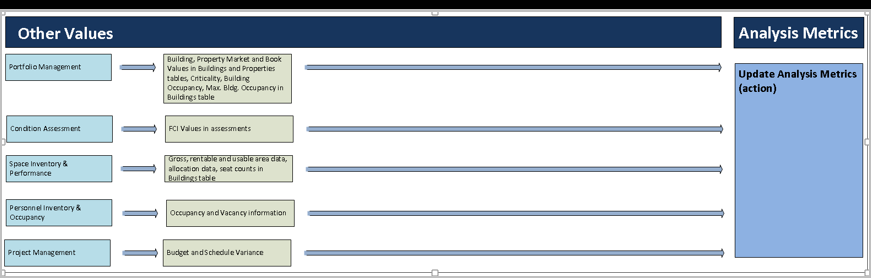 Other Values
Analysis Metrics
Portfolio Management
Building, Property Market and Book
Values in Buildings and Properties
tables, Criticality, Building
Occupancy, Max. Bldg. Occupancy in
Buildings table
Update Analysis Metrics
(action)
Condition Assessment
FCI Values in assessments
Space Inventory &
Performance
Gross, rentable and usable area data,
allocation data, seat counts in
Buildings table
Personnel Inventory &
Occupancy
Occupancy and Vacancy information
Project Management
Budget and Schedule Variance